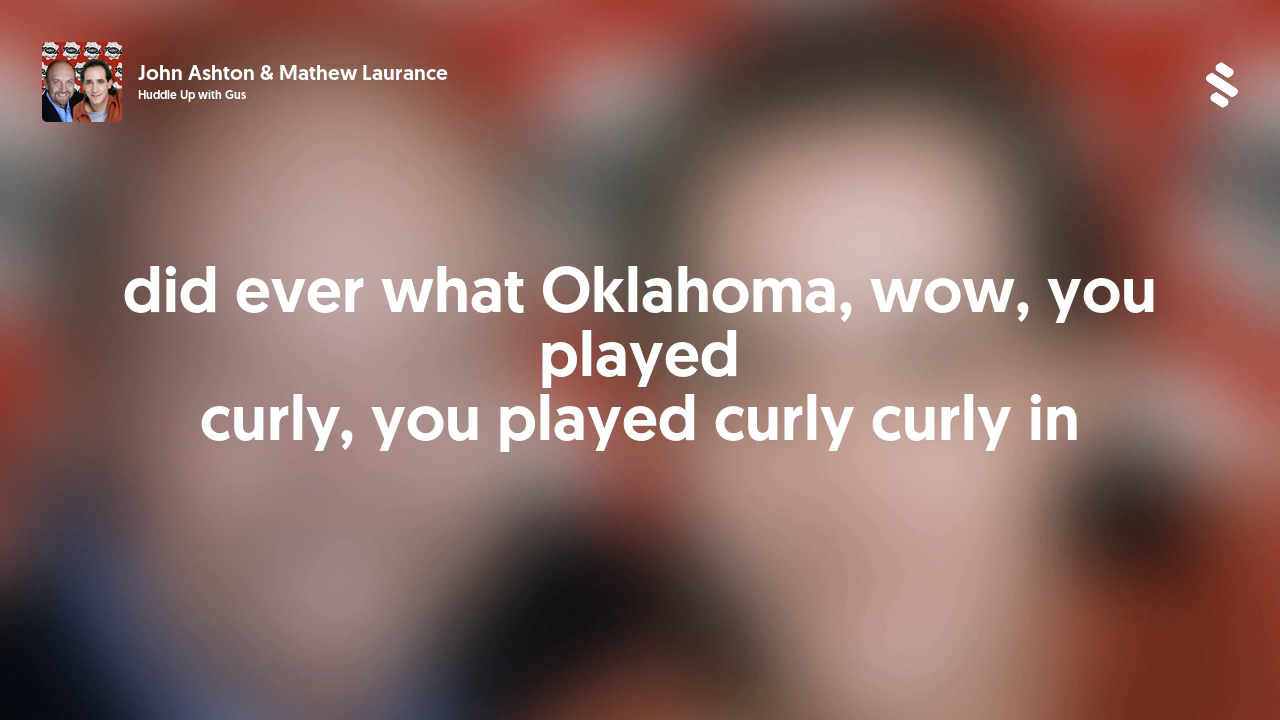 John Ashton & Mathew Laurance
Huddle Up with Gus
did ever what Oklahoma, wow, you
played
curly, you played curly curly in